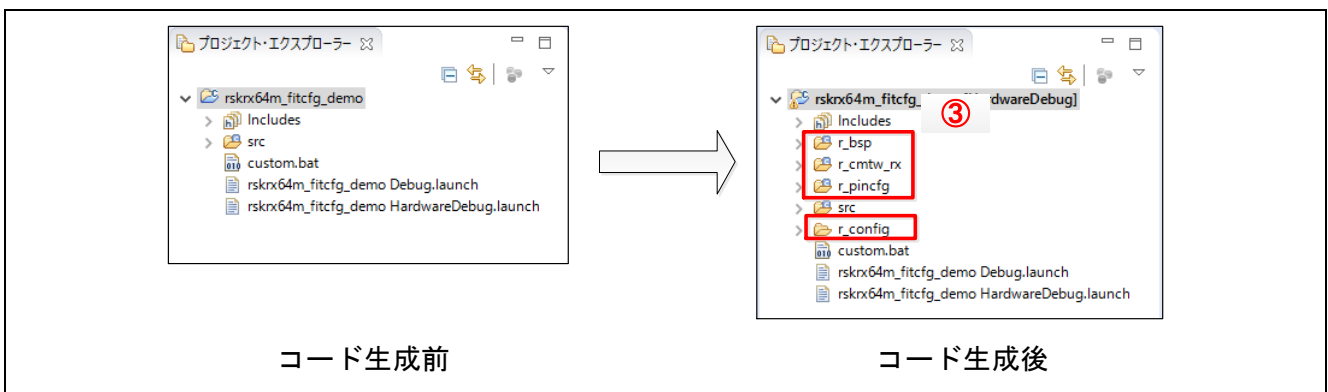 プロジェクト・エクスプローラー
rskrx64m_fitcfg_demo
Includes
src
custom.bat
rskrx64m_fitcfg_demo Debug.launch
rskrx64m_fitcfg_demo HardwareDebug.launch
コード生成前
プロジェクト・エクスプローラー
rskrx64m_fitcfg_ rdwareDebug]
③
Includes
r_bsp
r_cmtw_rx
r_pincfg
src
r_config
custom.bat
rskrx64m_fitcfg_demo Debug.launch
rskrx64m_fitcfg_demo HardwareDebug.launch
コード生成後